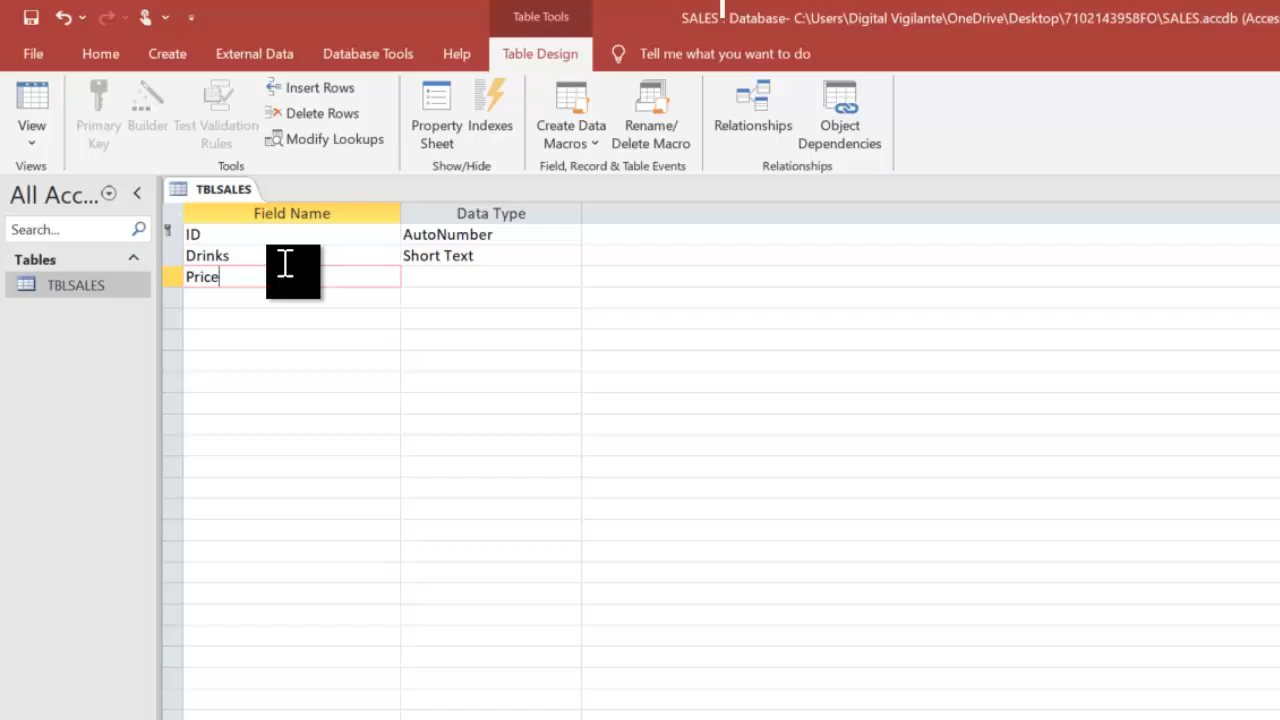 Table Tools
SALES : Database- C:\Users\Digital Vigilante\OneDrive\Desktop\7102143958FO\SALES.accdb (Acces
File Home Create External Data Database Tools Help Table Design Tell me what you want to do
View
Primary Key
Builder
Test Validation Rules
Insert Rows
Delete Rows
Modify Lookups
Property Sheet
Indexes
Create Data Macros
Rename/ Delete Macro
Relationships
Object Dependencies
Views Tools Show/Hide Field, Record & Table Events Relationships
All Acc...
Search...
Tables
TBLSALES
TBLSALES
Field Name Data Type
ID AutoNumber
Drinks Short Text
Price